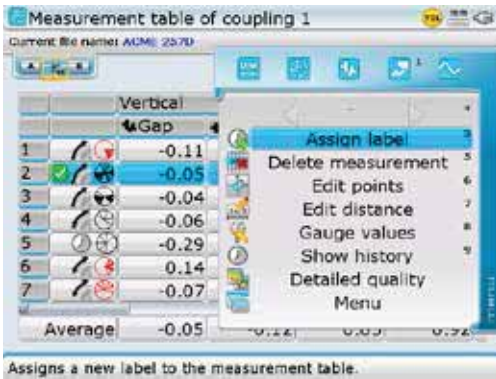 Measurement table of coupling 1
Current file name: ACME 257D
Vertical
Gap
Assign label
Delete measurement
Edit points
Edit distance
Gauge values
Show history
Detailed quality
Menu
1 -0.11
2 -0.05
3 -0.04
4 -0.06
5 -0.29
6 0.14
7 -0.07
Average -0.05
Assigns a new label to the measurement table.